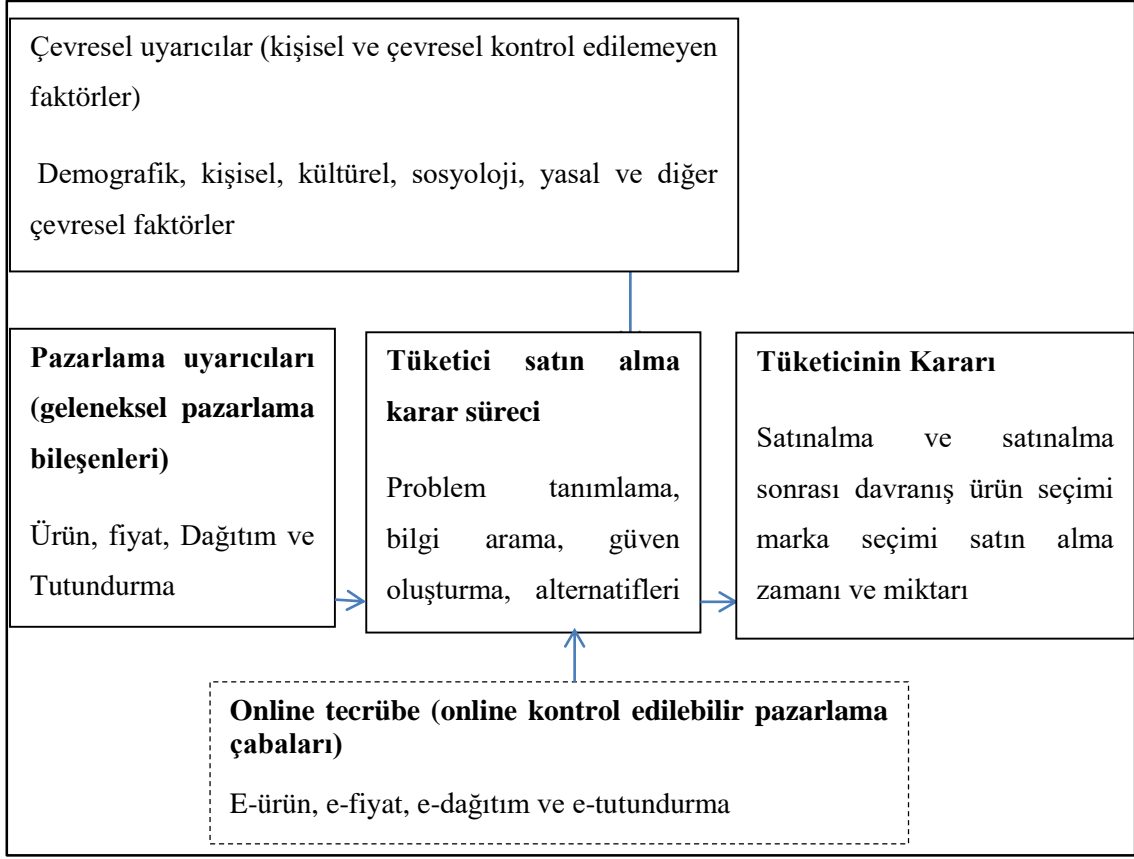 Çevresel uyarıcılar (kişisel ve çevresel kontrol edilemeyen
faktörler)
Demografik, kişisel, kültürel, sosyoloji, yasal ve diğer
çevresel faktörler
Pazarlama uyarıcıları
(geleneksel pazarlama
bileşenleri)
Ürün, fiyat, Dağıtım ve
Tutundurma
Tüketici satın alma
karar süreci
Problem tanımlama,
bilgi arama, güven
oluşturma, alternatifleri
Tüketicinin Kararı
Satınalma ve satınalma
sonrası davranış ürün seçimi
marka seçimi satın alma
zamanı ve miktarı
Online tecrübe (online kontrol edilebilir pazarlama
çabaları)
E-ürün, e-fiyat, e-dağıtım ve e-tutundurma